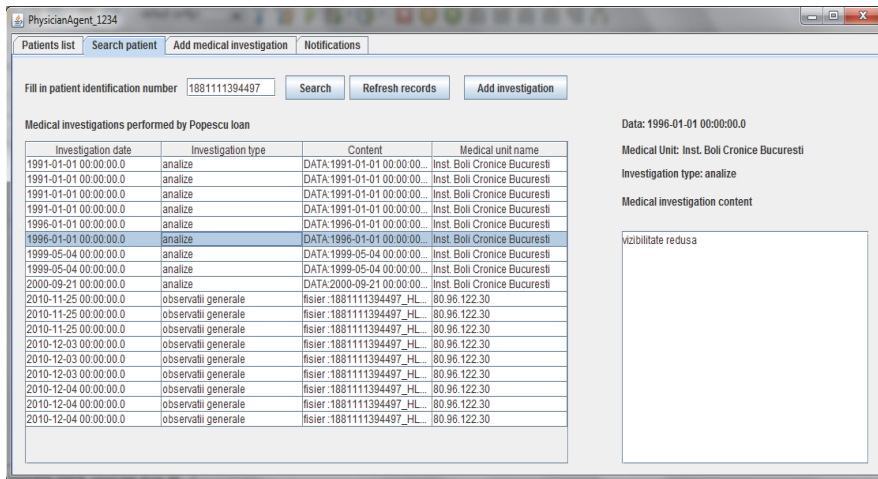 PhysicianAgent_1234
Patients list Search patient Add medical investigation Notifications
Fill in patient identification number 1881111394497 Search Refresh records Add investigation
Medical investigations performed by Popescu Ioan
Investigation date Investigation type Content Medical unit name
1991-01-01 00:00:00.0 analize DATA:1991-01-01 00:00:00... Inst. Boli Cronice Bucuresti
1991-01-01 00:00:00.0 analize DATA:1991-01-01 00:00:00... Inst. Boli Cronice Bucuresti
1991-01-01 00:00:00.0 analize DATA:1991-01-01 00:00:00... Inst. Boli Cronice Bucuresti
1991-01-01 00:00:00.0 analize DATA:1991-01-01 00:00:00... Inst. Boli Cronice Bucuresti
1996-01-01 00:00:00.0 analize DATA:1996-01-01 00:00:00... Inst. Boli Cronice Bucuresti
1996-01-01 00:00:00.0 analize DATA:1996-01-01 00:00:00... Inst. Boli Cronice Bucuresti
1999-05-04 00:00:00.0 analize DATA:1999-05-04 00:00:00... Inst. Boli Cronice Bucuresti
1999-05-04 00:00:00.0 analize DATA:1999-05-04 00:00:00... Inst. Boli Cronice Bucuresti
2000-09-21 00:00:00.0 analize DATA:2000-09-21 00:00:00... Inst. Boli Cronice Bucuresti
2010-11-25 00:00:00.0 observatii generale fisier:1881111394497_HL... 80.96.122.30
2010-11-25 00:00:00.0 observatii generale fisier:1881111394497_HL... 80.96.122.30
2010-11-25 00:00:00.0 observatii generale fisier:1881111394497_HL... 80.96.122.30
2010-12-03 00:00:00.0 observatii generale fisier:1881111394497_HL... 80.96.122.30
2010-12-03 00:00:00.0 observatii generale fisier:1881111394497_HL... 80.96.122.30
2010-12-03 00:00:00.0 observatii generale fisier:1881111394497_HL... 80.96.122.30
2010-12-04 00:00:00.0 observatii generale fisier:1881111394497_HL... 80.96.122.30
2010-12-04 00:00:00.0 observatii generale fisier:1881111394497_HL... 80.96.122.30
2010-12-04 00:00:00.0 observatii generale fisier:1881111394497_HL... 80.96.122.30
Data: 1996-01-01 00:00:00.0
Medical Unit: Inst. Boli Cronice Bucuresti
Investigation type: analize
Medical investigation content
vizibilitate redusa